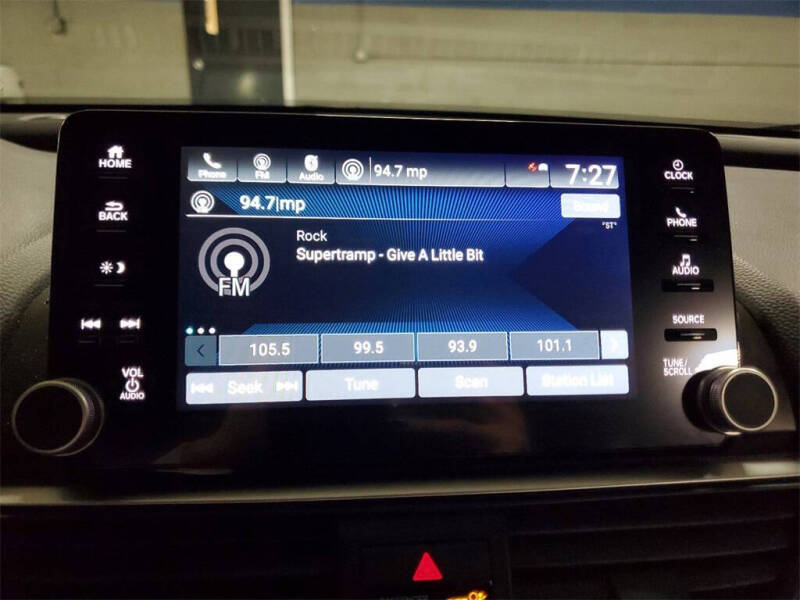 HOME
BACK
VOL
AUDIO
Phone
FM
Audio
94.7 mp
7:27
94.7 mp
Sound
"ST"
FM
Rock
Supertramp - Give A Little Bit
105.5
99.5
93.9
101.1
Seek
Tune
Scan
Station List
CLOCK
PHONE
AUDIO
SOURCE
TUNE/
SCROLL